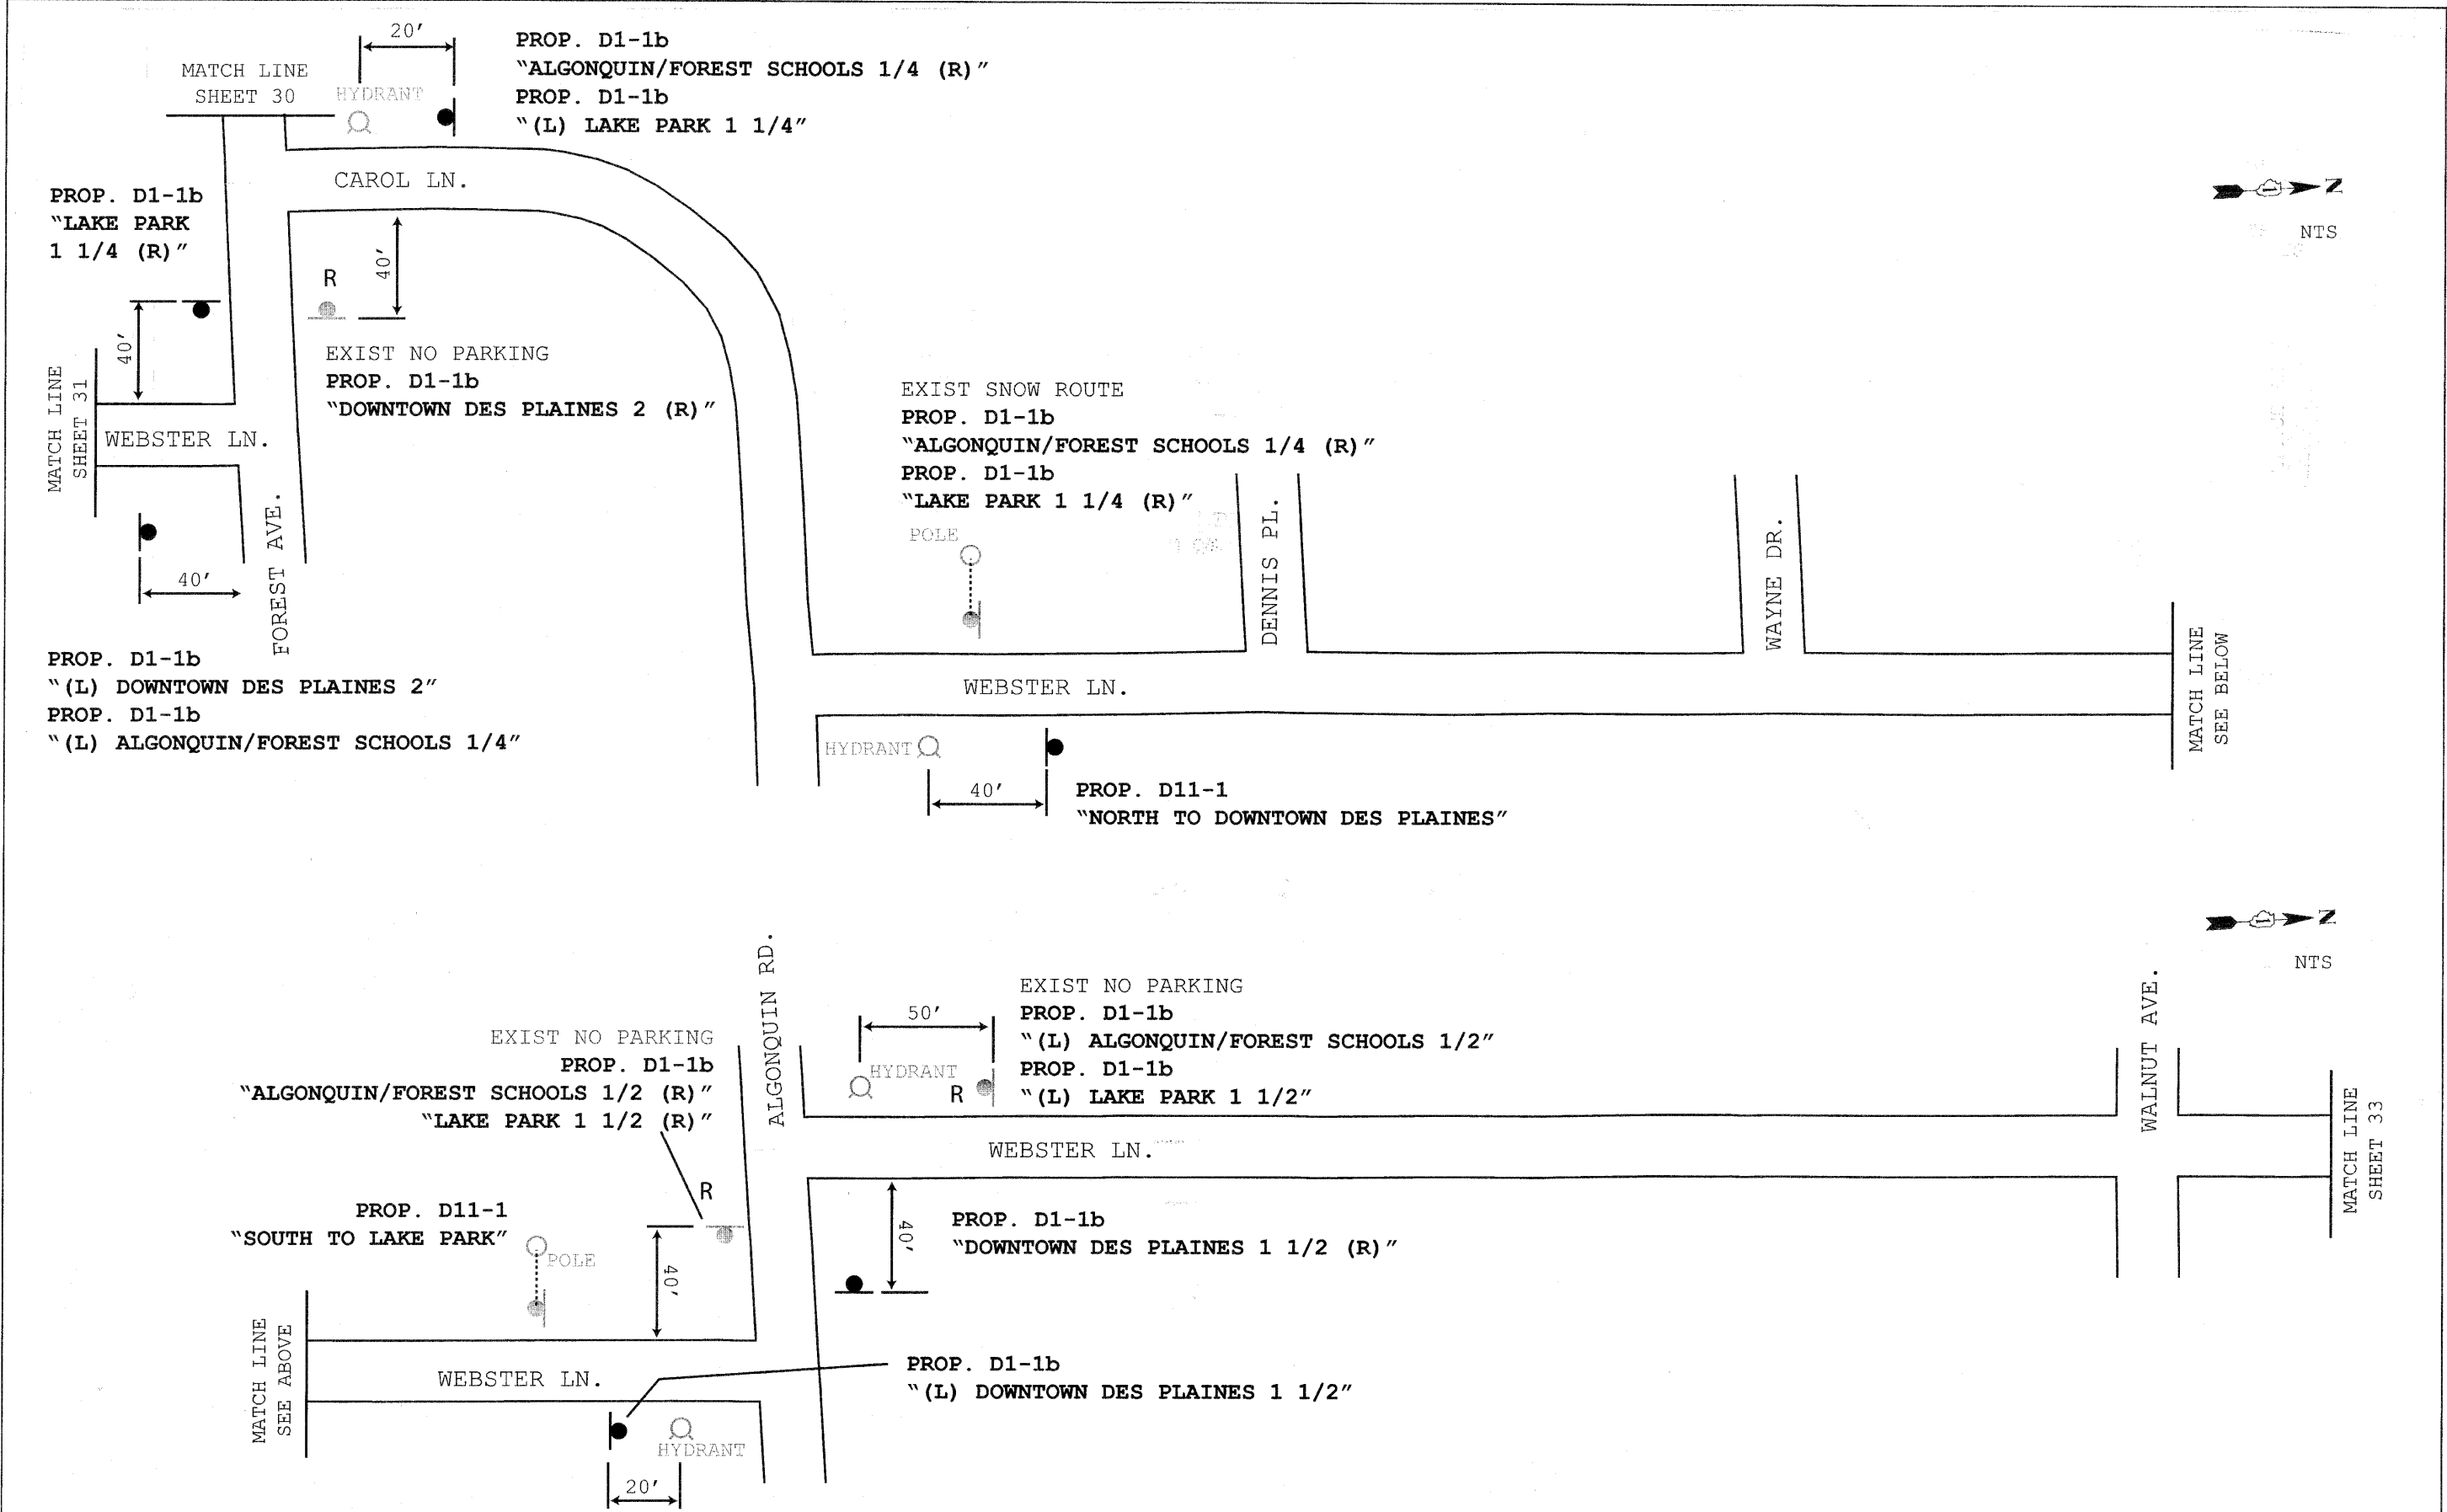 20′
PROP. D1-1b
“ALGONQUIN/FOREST SCHOOLS 1/4 (R)”
PROP. D1-1b
“(L) LAKE PARK 1 1/4”
MATCH LINE
SHEET 30
HYDRANT
CAROL LN.
PROP. D1-1b
“LAKE PARK
1 1/4 (R)”
N
NTS
R
40′
40′
EXIST NO PARKING
PROP. D1-1b
“DOWNTOWN DES PLAINES 2 (R)”
MATCH LINE
SHEET 31
WEBSTER LN.
EXIST SNOW ROUTE
PROP. D1-1b
“ALGONQUIN/FOREST SCHOOLS 1/4 (R)”
PROP. D1-1b
“LAKE PARK 1 1/4 (R)”
POLE
DENNIS PL.
WAYNE DR.
40′
FOREST AVE.
PROP. D1-1b
“(L) DOWNTOWN DES PLAINES 2”
PROP. D1-1b
“(L) ALGONQUIN/FOREST SCHOOLS 1/4”
WEBSTER LN.
MATCH LINE
SEE BELOW
HYDRANT
40′
PROP. D11-1
“NORTH TO DOWNTOWN DES PLAINES”
N
NTS
ALGONQUIN RD.
EXIST NO PARKING
PROP. D1-1b
“ALGONQUIN/FOREST SCHOOLS 1/2 (R)”
“LAKE PARK 1 1/2 (R)”
50′
HYDRANT
R
EXIST NO PARKING
PROP. D1-1b
“(L) ALGONQUIN/FOREST SCHOOLS 1/2”
PROP. D1-1b
“(L) LAKE PARK 1 1/2”
WALNUT AVE.
MATCH LINE
SHEET 33
WEBSTER LN.
R
PROP. D11-1
“SOUTH TO LAKE PARK”
POLE
40′
40′
PROP. D1-1b
“DOWNTOWN DES PLAINES 1 1/2 (R)”
MATCH LINE
SEE ABOVE
WEBSTER LN.
PROP. D1-1b
“(L) DOWNTOWN DES PLAINES 1 1/2”
HYDRANT
20′